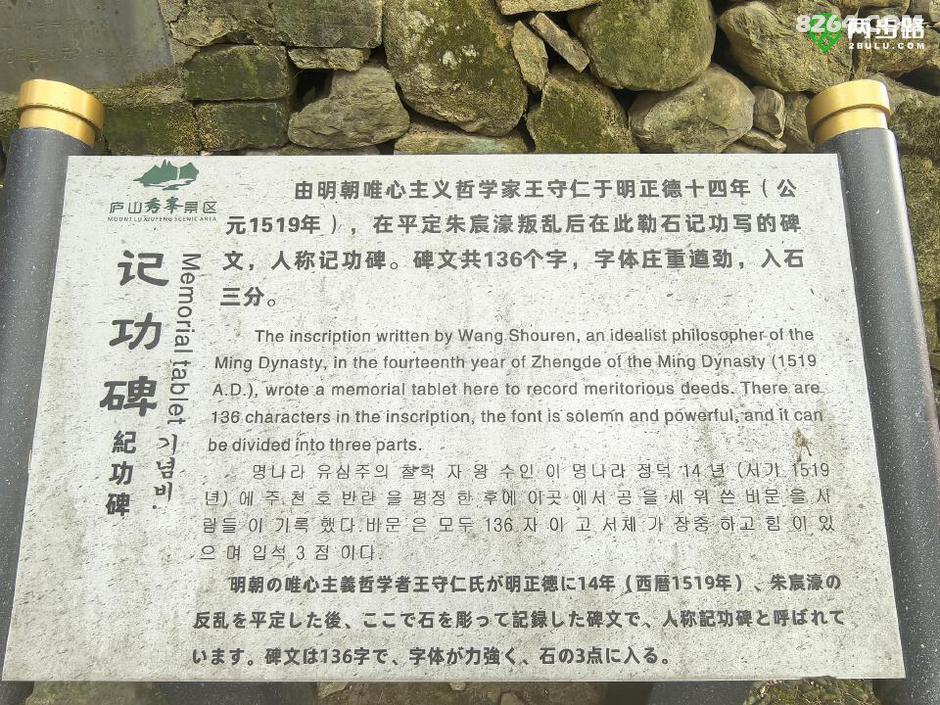 8264.COM
两步路
2BULU.COM
庐山秀峰景区
MOUNT LU XIUFENG SCENIC AREA
记功碑
Memorial tablet
紀功碑
기념비.
由明朝唯心主义哲学家王守仁于明正德十四年（公
元1519年），在平定朱宸濠叛乱后在此勒石记功写的碑
文，人称记功碑。碑文共136个字，字体庄重遒劲，入石
三分。
The inscription written by Wang Shouren, an idealist philosopher of the
Ming Dynasty, in the fourteenth year of Zhengde of the Ming Dynasty (1519
A.D.), wrote a memorial tablet here to record meritorious deeds. There are
136 characters in the inscription, the font is solemn and powerful, and it can
be divided into three parts.
명나라 유심주의 철학 자 왕 수인 이 명나라 정덕 14 년 (서기 1519
년) 에 주 천 호 반란 을 평정 한 후에 이곳 에서 공 을 세 워 쓴 비문 을 사
람들 이 기록 했다.바문 은 모두 136 자 이 고 서체 가 장중 하고 힘 이 있
으 며 입석 3 점 이다.
明朝の唯心主義哲学者王守仁氏が明正徳に14年（西暦1519年）、朱宸濠の
反乱を平定した後、ここで石を彫って記録した碑文で、人称記功碑と呼ばれて
います。碑文は136字で、字体が力強く、石の3点に入る。